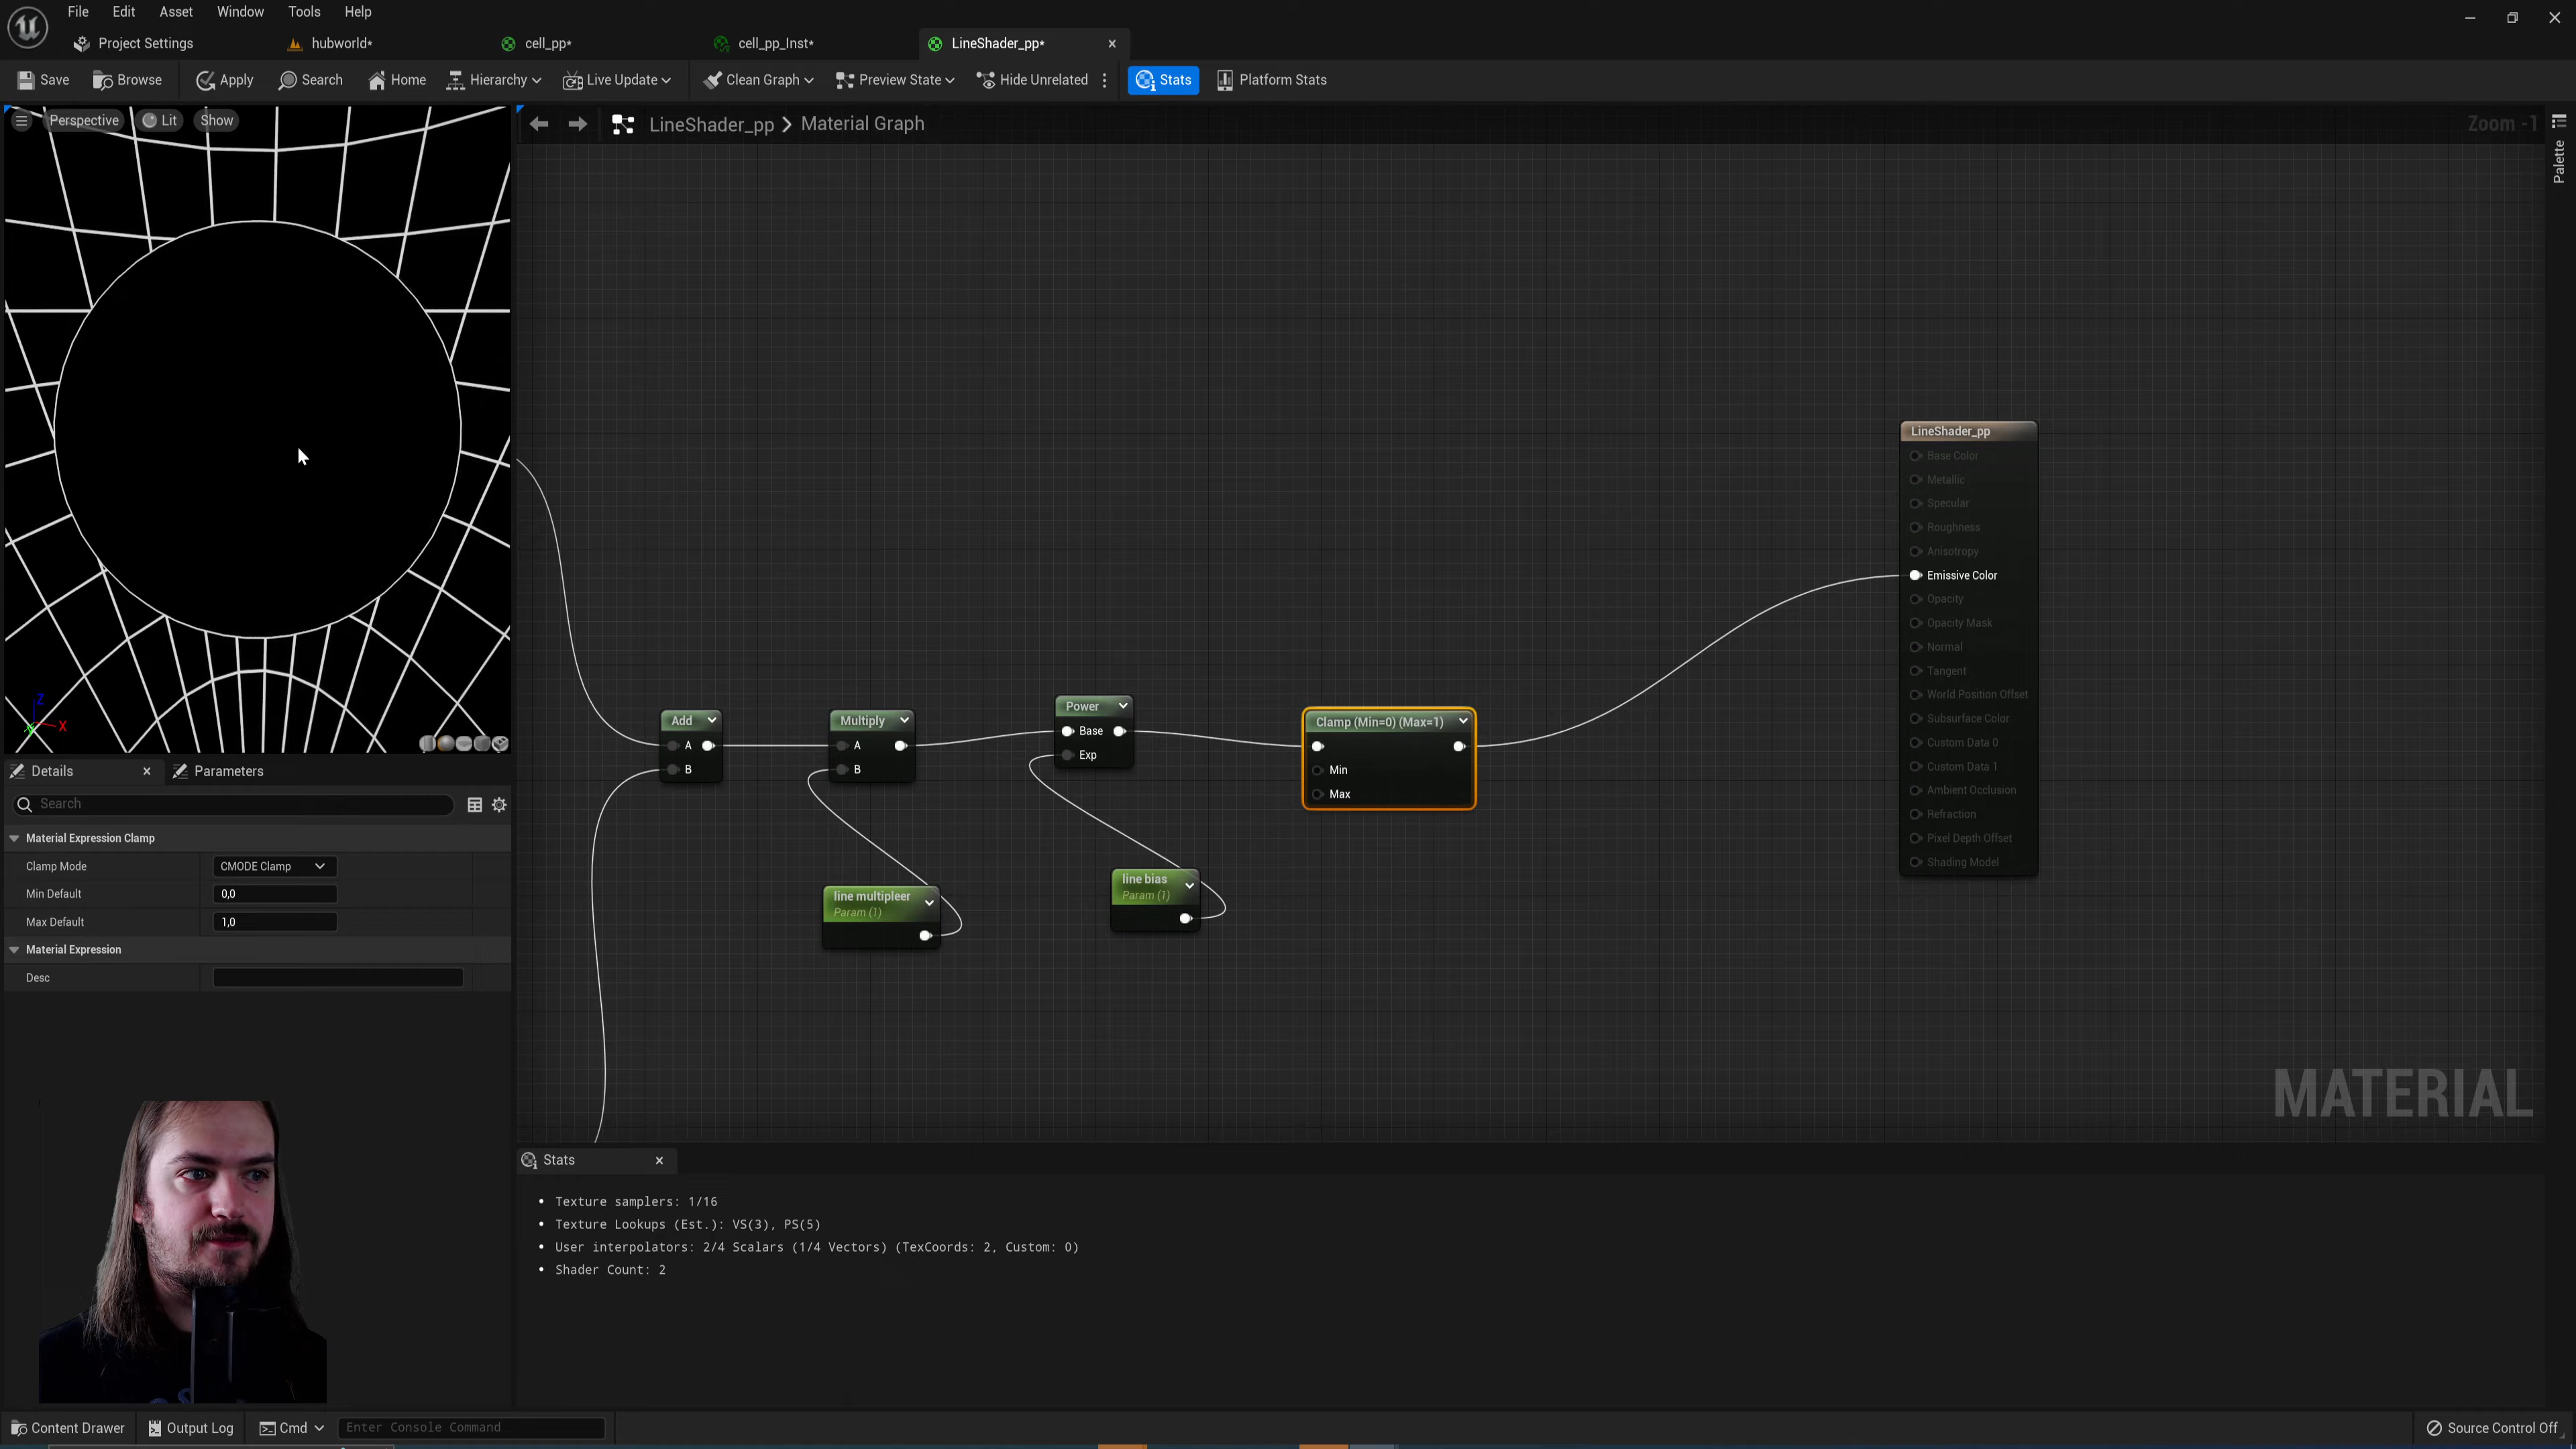 File Edit Asset Window Tools Help
Project Settings hubworld* cell_pp* cell_pp_Inst* LineShader_pp*
Save Browse Apply Search Home Hierarchy Live Update Clean Graph Preview State Hide Unrelated Stats Platform Stats
Perspective Lit Show
LineShader_pp Material Graph Zoom -1
Palette
LineShader_pp
Base Color
Metallic
Specular
Roughness
Anisotropy
Emissive Color
Opacity
Opacity Mask
Normal
Tangent
World Position Offset
Subsurface Color
Custom Data 0
Custom Data 1
Ambient Occlusion
Refraction
Pixel Depth Offset
Shading Model
Add
A
B
Multiply
A
B
Power
Base
Exp
Clamp (Min=0) (Max=1)
Min
Max
line multipleer
Param (1)
line bias
Param (1)
Z
X
Details Parameters
Search
Material Expression Clamp
Clamp Mode CMODE Clamp
Min Default 0,0
Max Default 1,0
Material Expression
Desc
MATERIAL
Stats
Texture samplers: 1/16
Texture Lookups (Est.): VS(3), PS(5)
User interpolators: 2/4 Scalars (1/4 Vectors) (TexCoords: 2, Custom: 0)
Shader Count: 2
Content Drawer Output Log Cmd Enter Console Command Source Control Off